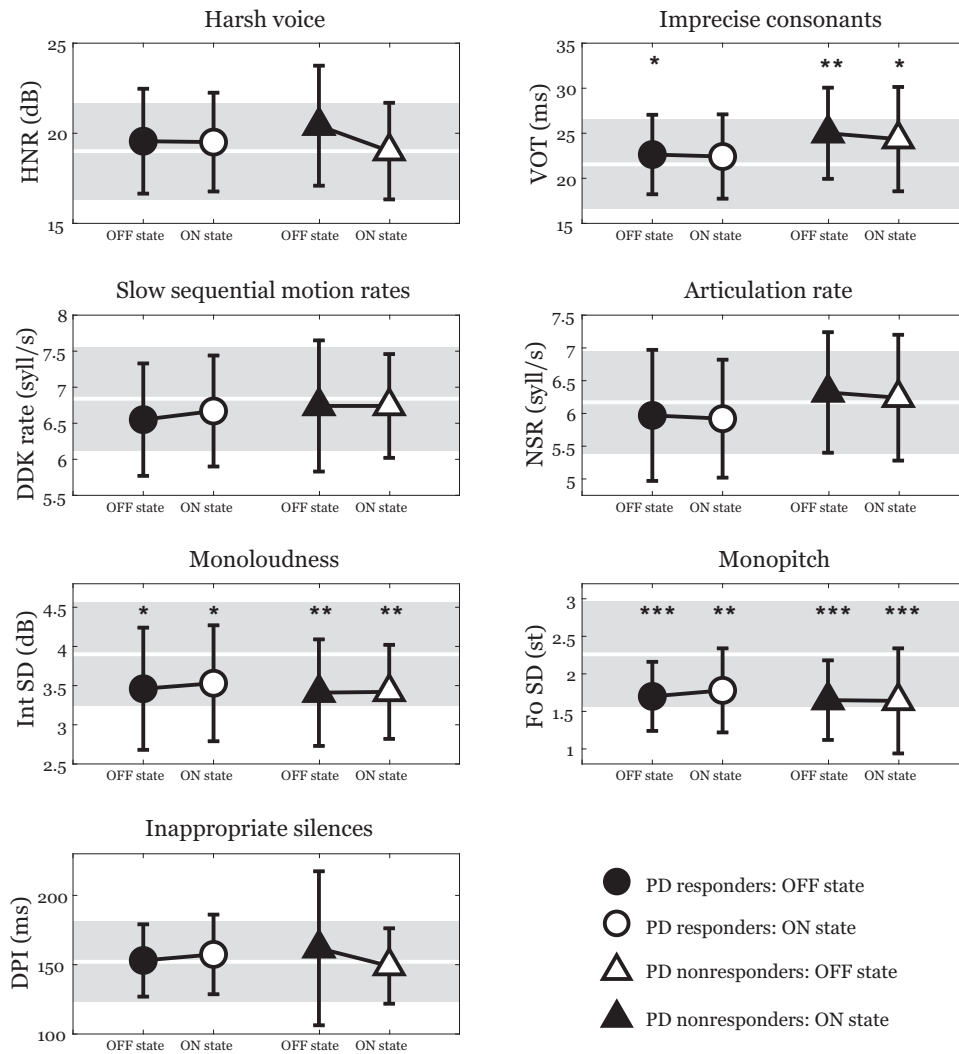 Harsh voice
25
20
15
HNR (dB)
OFF state ON state OFF state ON state
Imprecise consonants
35
30
25
20
15
VOT (ms)
* ** *
OFF state ON state OFF state ON state
Slow sequential motion rates
8
7.5
7
6.5
6
5.5
DDK rate (syll/s)
OFF state ON state OFF state ON state
Articulation rate
7.5
7
6.5
6
5.5
5
NSR (syll/s)
OFF state ON state OFF state ON state
Monoloudness
4.5
4
3.5
3
2.5
Int SD (dB)
* * ** **
OFF state ON state OFF state ON state
Monopitch
3
2.5
2
1.5
1
F0 SD (st)
*** ** *** ***
OFF state ON state OFF state ON state
Inappropriate silences
200
150
100
DPI (ms)
OFF state ON state OFF state ON state
PD responders: OFF state
PD responders: ON state
PD nonresponders: OFF state
PD nonresponders: ON state